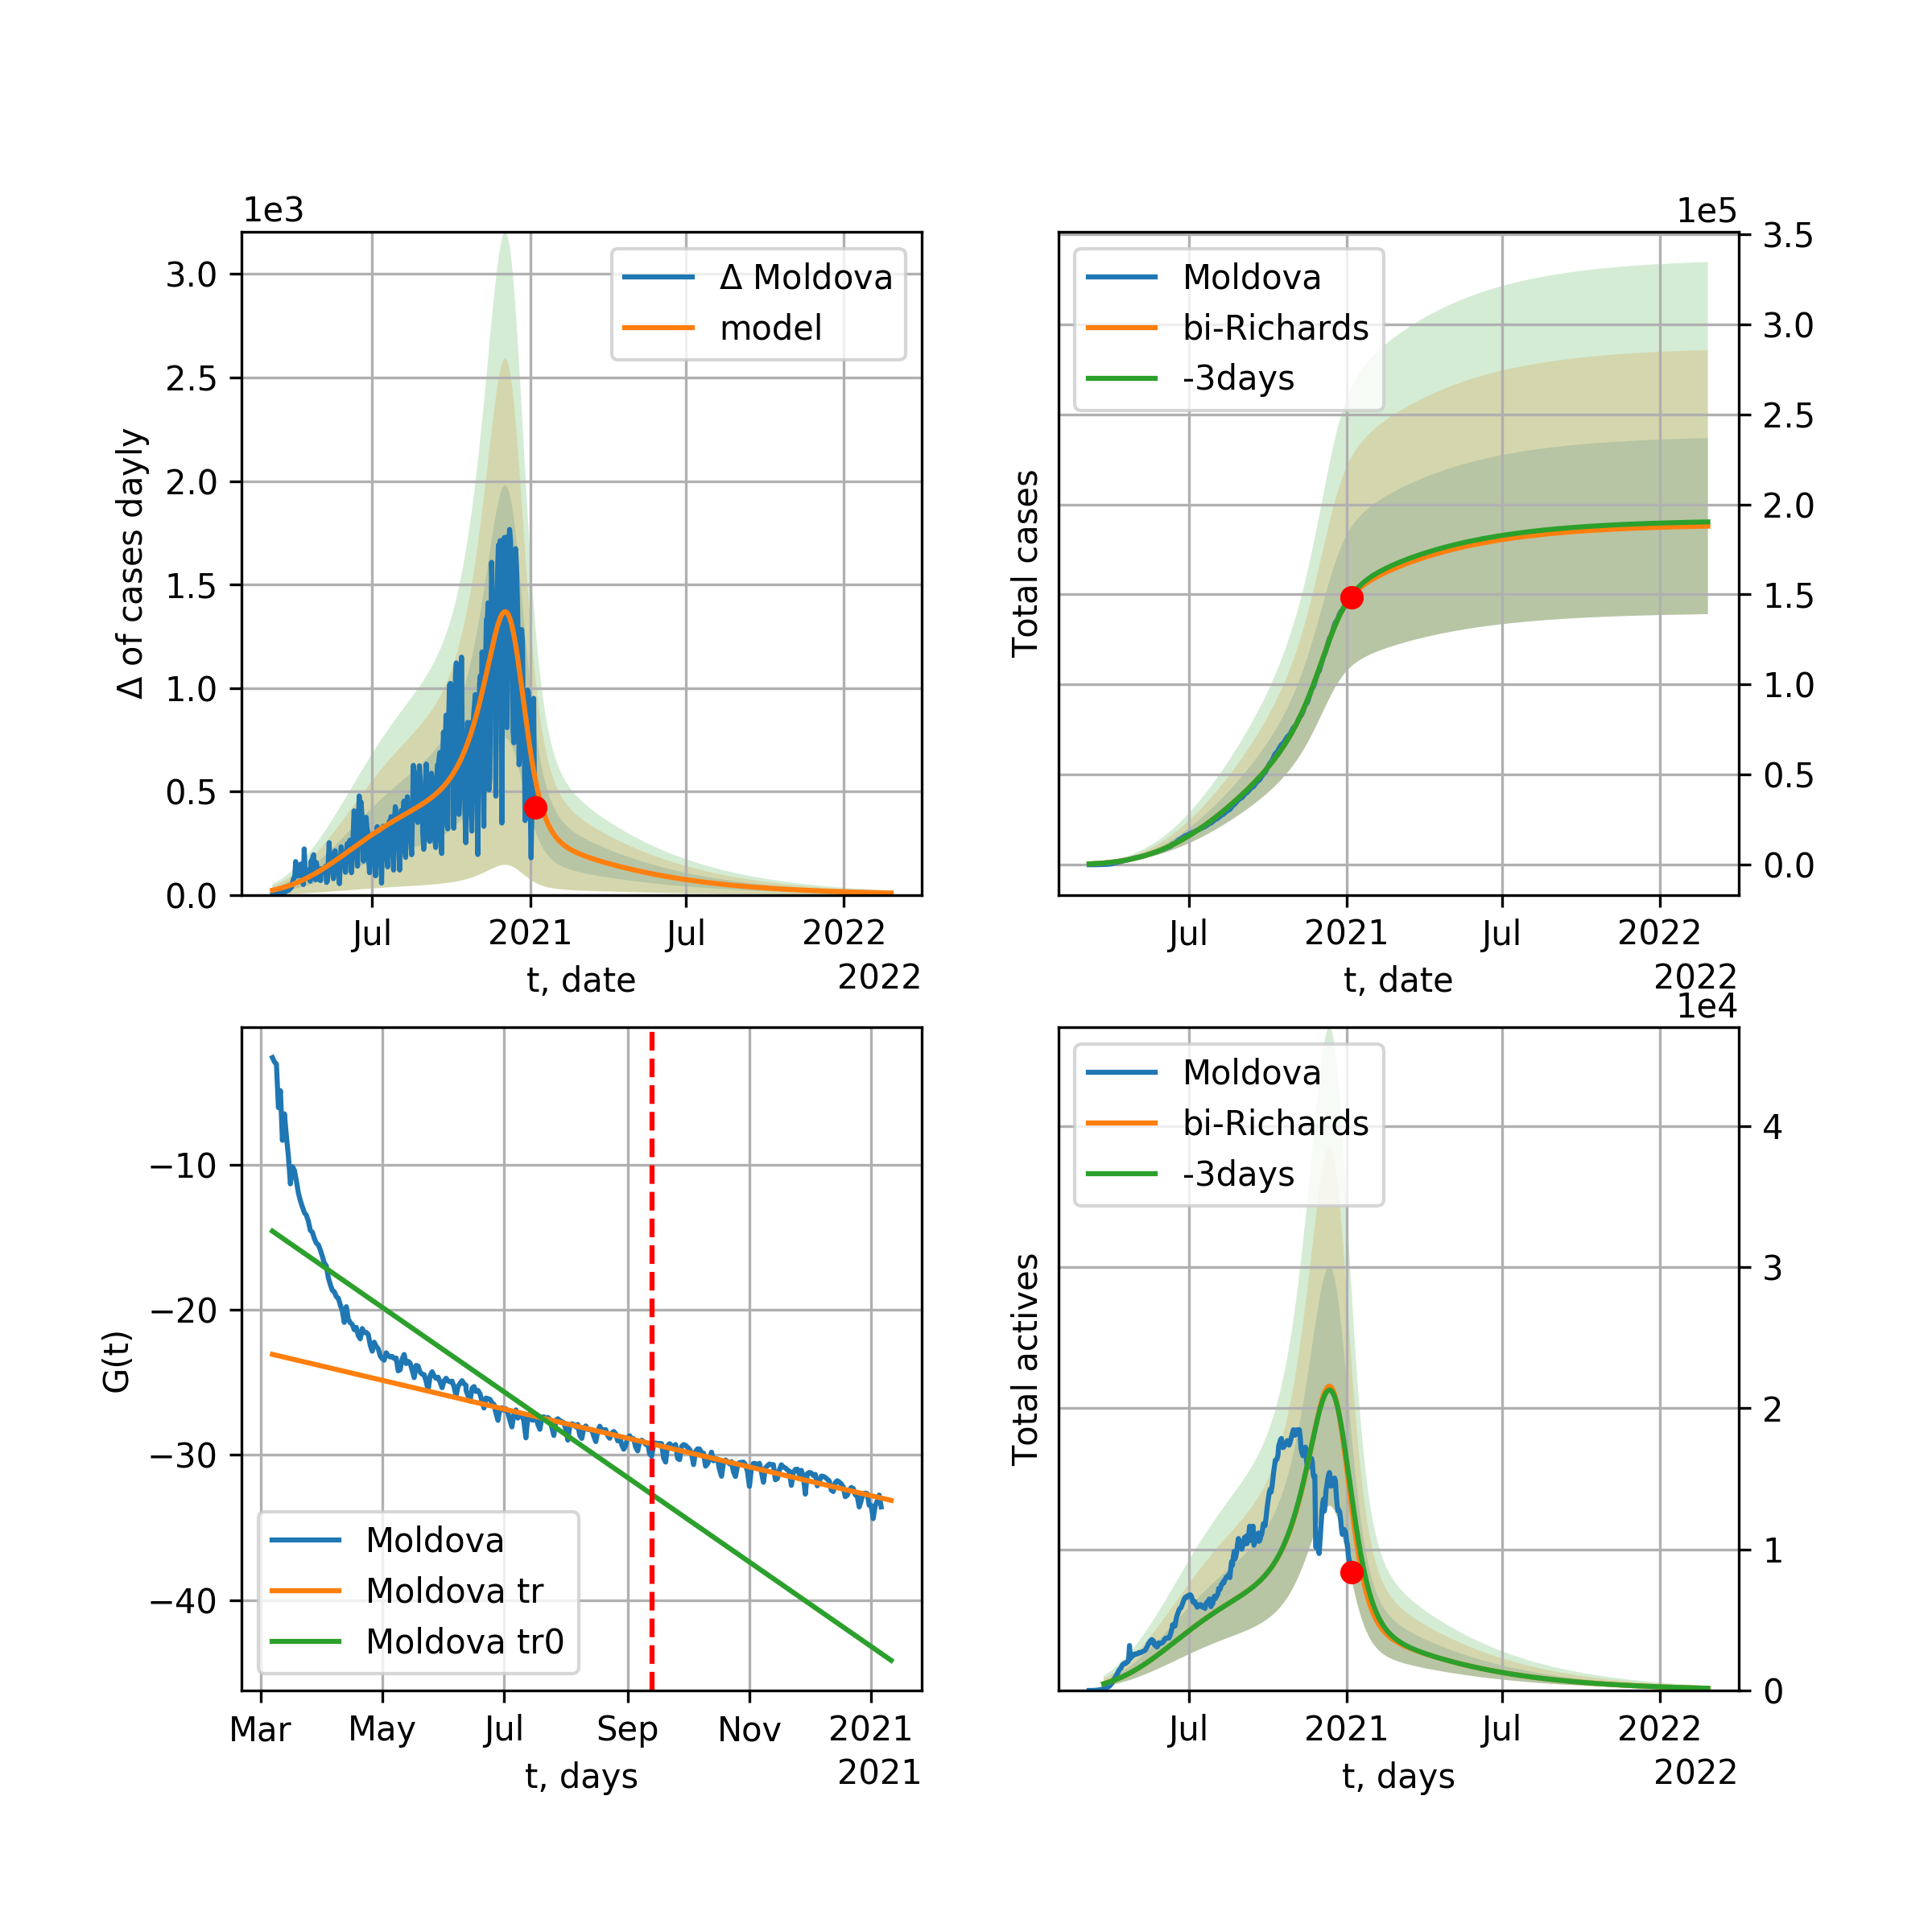 1e3
3.0
2.5
2.0
1.5
1.0
0.5
0.0
Δ of cases dayly
Δ Moldova
model
Jul
2021
Jul
2022
t, date
2022
1e5
3.5
3.0
2.5
2.0
1.5
1.0
0.5
0.0
Total cases
Moldova
bi-Richards
-3days
Jul
2021
Jul
2022
t, date
2022
−10
−20
−30
−40
G(t)
Moldova
Moldova tr
Moldova tr0
Mar
May
Jul
Sep
Nov
2021
t, days
2021
1e4
4
3
2
1
0
Total actives
Moldova
bi-Richards
-3days
Jul
2021
Jul
2022
t, days
2022